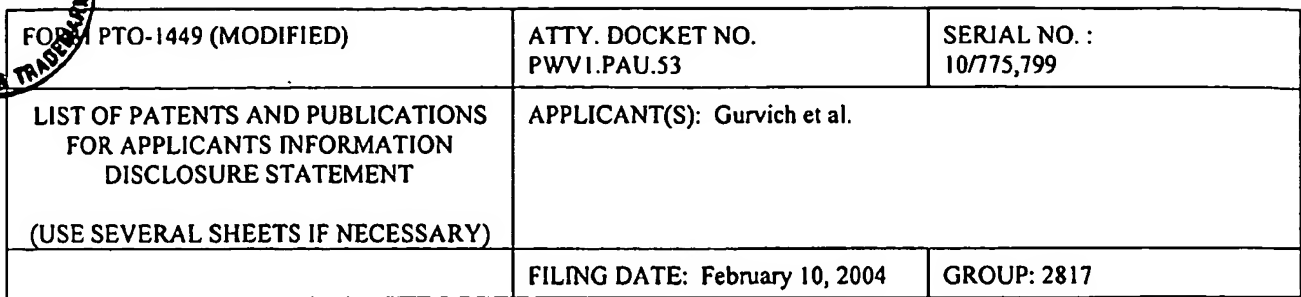 FORM PTO-1449 (MODIFIED)
ATTY. DOCKET NO.
PWV1.PAU.53
SERIAL NO. :
10/775,799
TRADEMARK
LIST OF PATENTS AND PUBLICATIONS
FOR APPLICANTS INFORMATION
DISCLOSURE STATEMENT
(USE SEVERAL SHEETS IF NECESSARY)
APPLICANT(S): Gurvich et al.
FILING DATE: February 10, 2004
GROUP: 2817